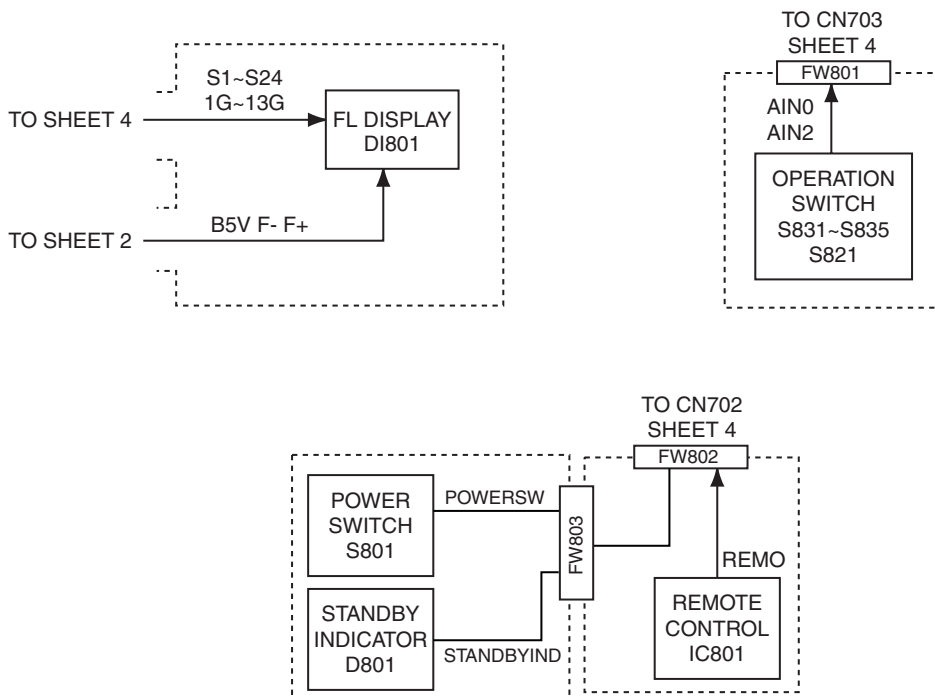 TO SHEET 4
S1~S24
1G~13G
FL DISPLAY
DI801
TO SHEET 2
B5V F- F+
TO CN703
SHEET 4
FW801
AIN0
AIN2
OPERATION
SWITCH
S831~S835
S821
TO CN702
SHEET 4
FW802
POWER
SWITCH
S801
POWERSW
FW803
STANDBY
INDICATOR
D801
STANDBYIND
REMO
REMOTE
CONTROL
IC801